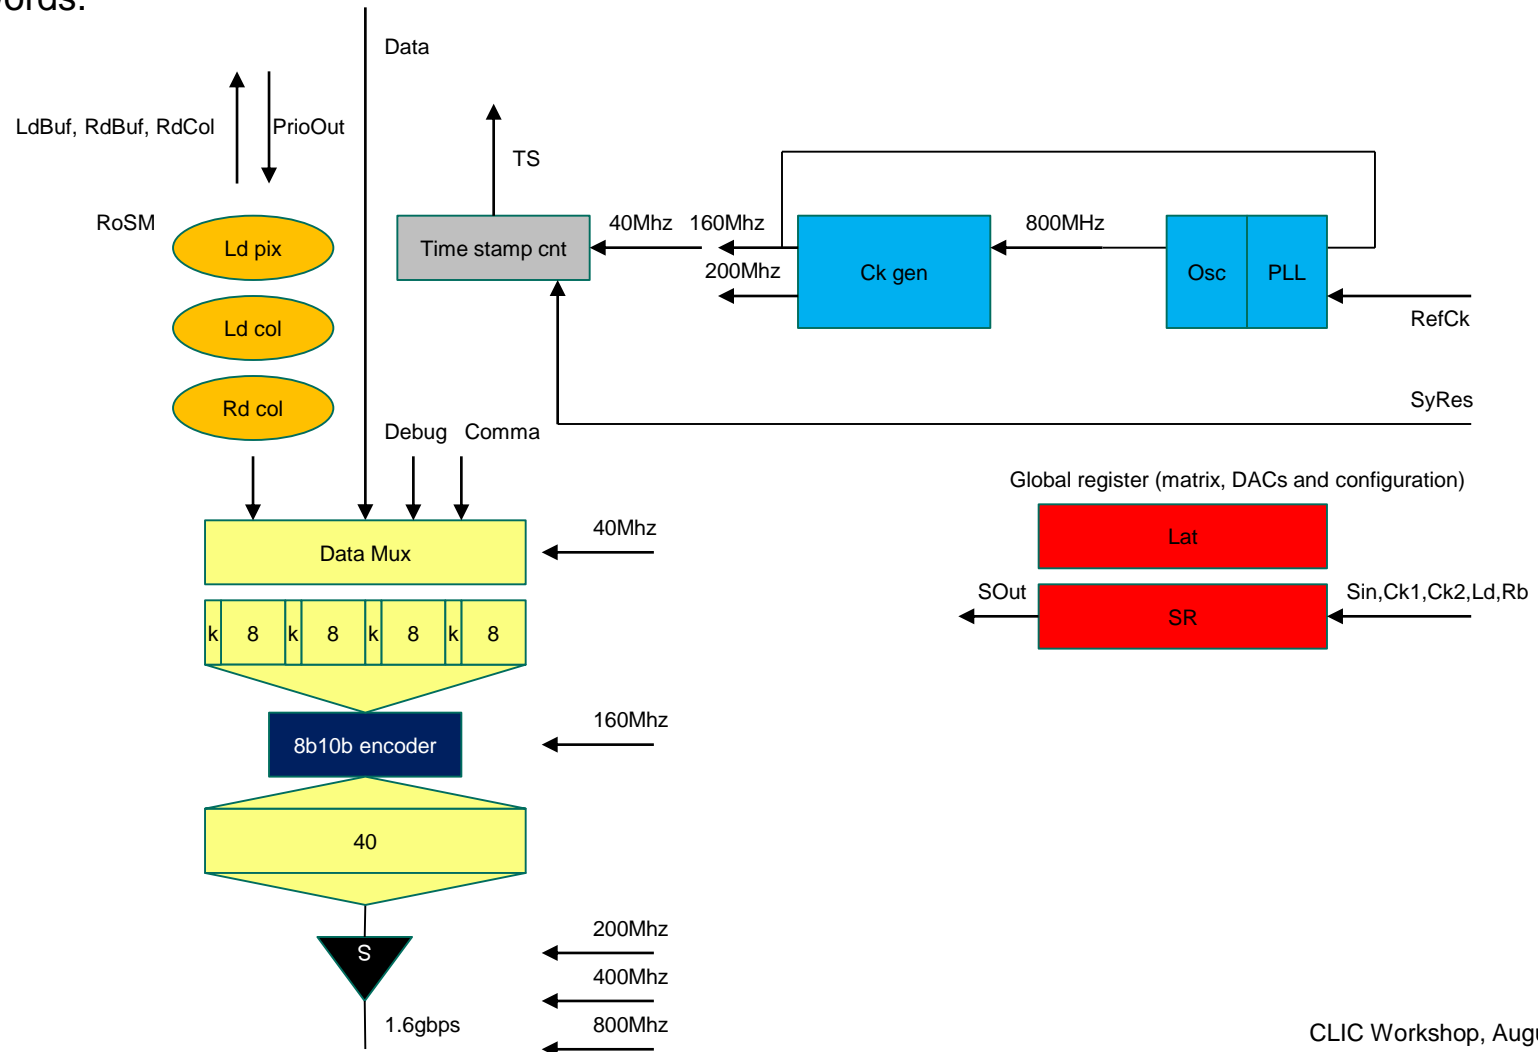 ords.
Data
LdBuf, RdBuf, RdCol
PrioOut
TS
RoSM
Ld pix
Ld col
Rd col
Time stamp cnt
40Mhz
160Mhz
200Mhz
Ck gen
800MHz
Osc
PLL
RefCk
SyRes
Debug
Comma
Data Mux
40Mhz
Global register (matrix, DACs and configuration)
Lat
SOut
SR
Sin,Ck1,Ck2,Ld,Rb
k 8 k 8 k 8 k 8
8b10b encoder
160Mhz
40
S
200Mhz
400Mhz
800Mhz
1.6gbps
CLIC Workshop, Augu